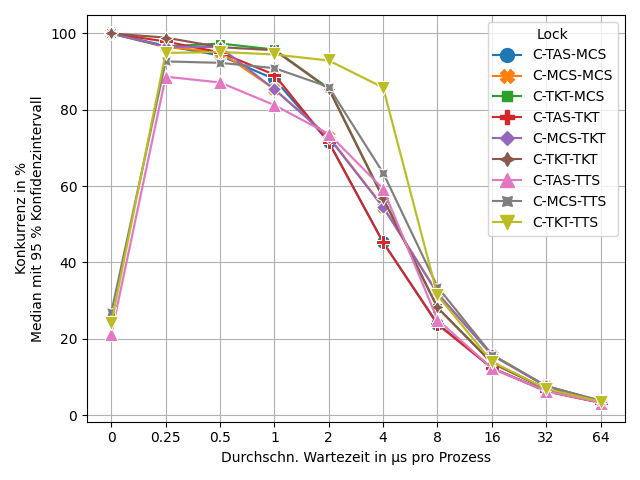 Konkurrenz in %
Median mit 95 % Konfidenzintervall
100
80
60
40
20
0
0 0.25 0.5 1 2 4 8 16 32 64
Durchschn. Wartezeit in µs pro Prozess
Lock
C-TAS-MCS
C-MCS-MCS
C-TKT-MCS
C-TAS-TKT
C-MCS-TKT
C-TKT-TKT
C-TAS-TTS
C-MCS-TTS
C-TKT-TTS